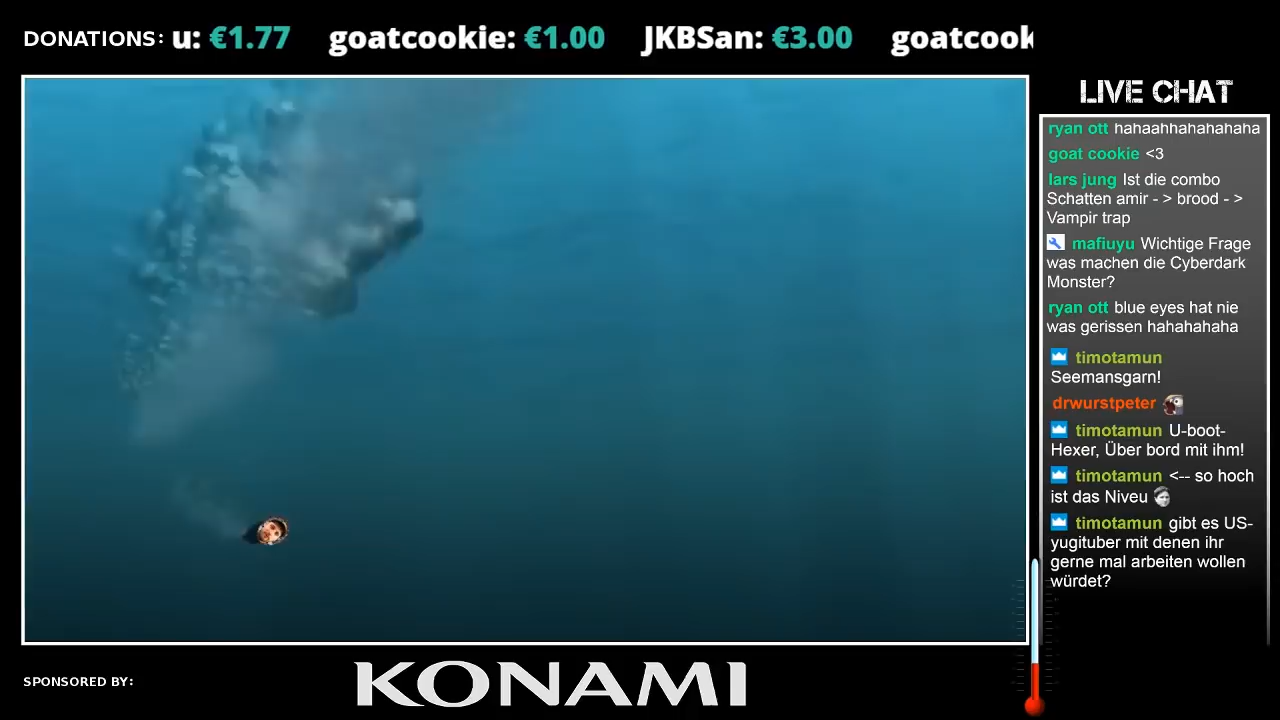 DONATIONS: u: €1.77 goatcookie: €1.00 JKBSan: €3.00 goatcook
LIVE CHAT
ryan ott hahaahhahahahaha
goat cookie <3
lars jung Ist die combo
Schatten amir - > brood - >
Vampir trap
mafiuyu Wichtige Frage
was machen die Cyberdark
Monster?
ryan ott blue eyes hat nie
was gerissen hahahahaha
timotamun
Seemansgarn!
drwurstpeter
timotamun U-boot-
Hexer, Über bord mit ihm!
timotamun <-- so hoch
ist das Niveu
timotamun gibt es US-
yugituber mit denen ihr
gerne mal arbeiten wollen
würdet?
SPONSORED BY: KONAMI